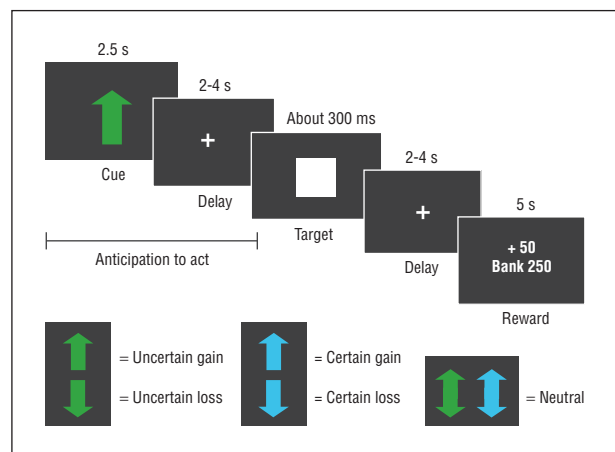 2.5 s
2-4 s
About 300 ms
2-4 s
5 s
+
+
+ 50
Bank 250
Cue
Delay
Target
Delay
Reward
Anticipation to act
= Uncertain gain
= Uncertain loss
= Certain gain
= Certain loss
= Neutral